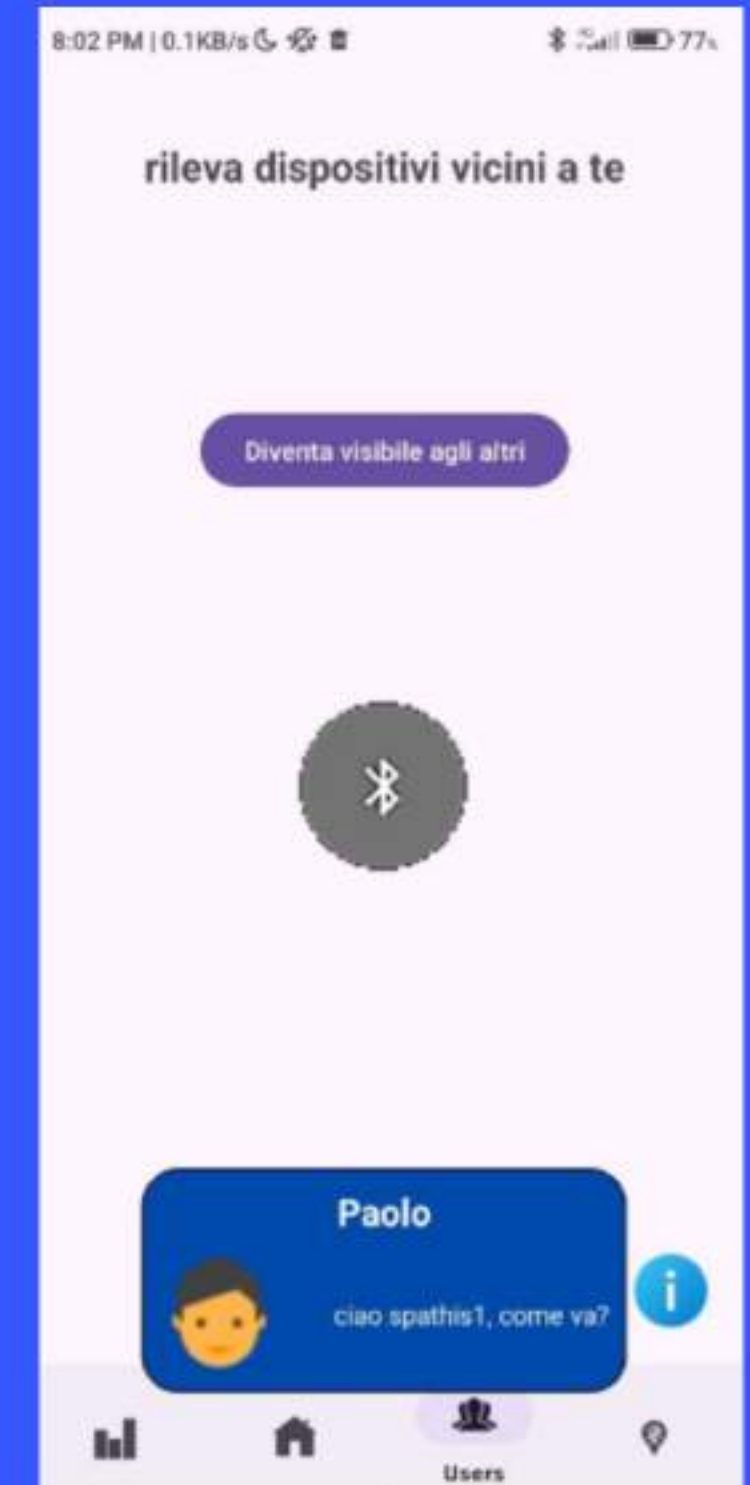 8:02 PM | 0.1KB/s 77%
rileva dispositivi vicini a te
Diventa visibile agli altri
Paolo
ciao spathis1, come va?
i
Users